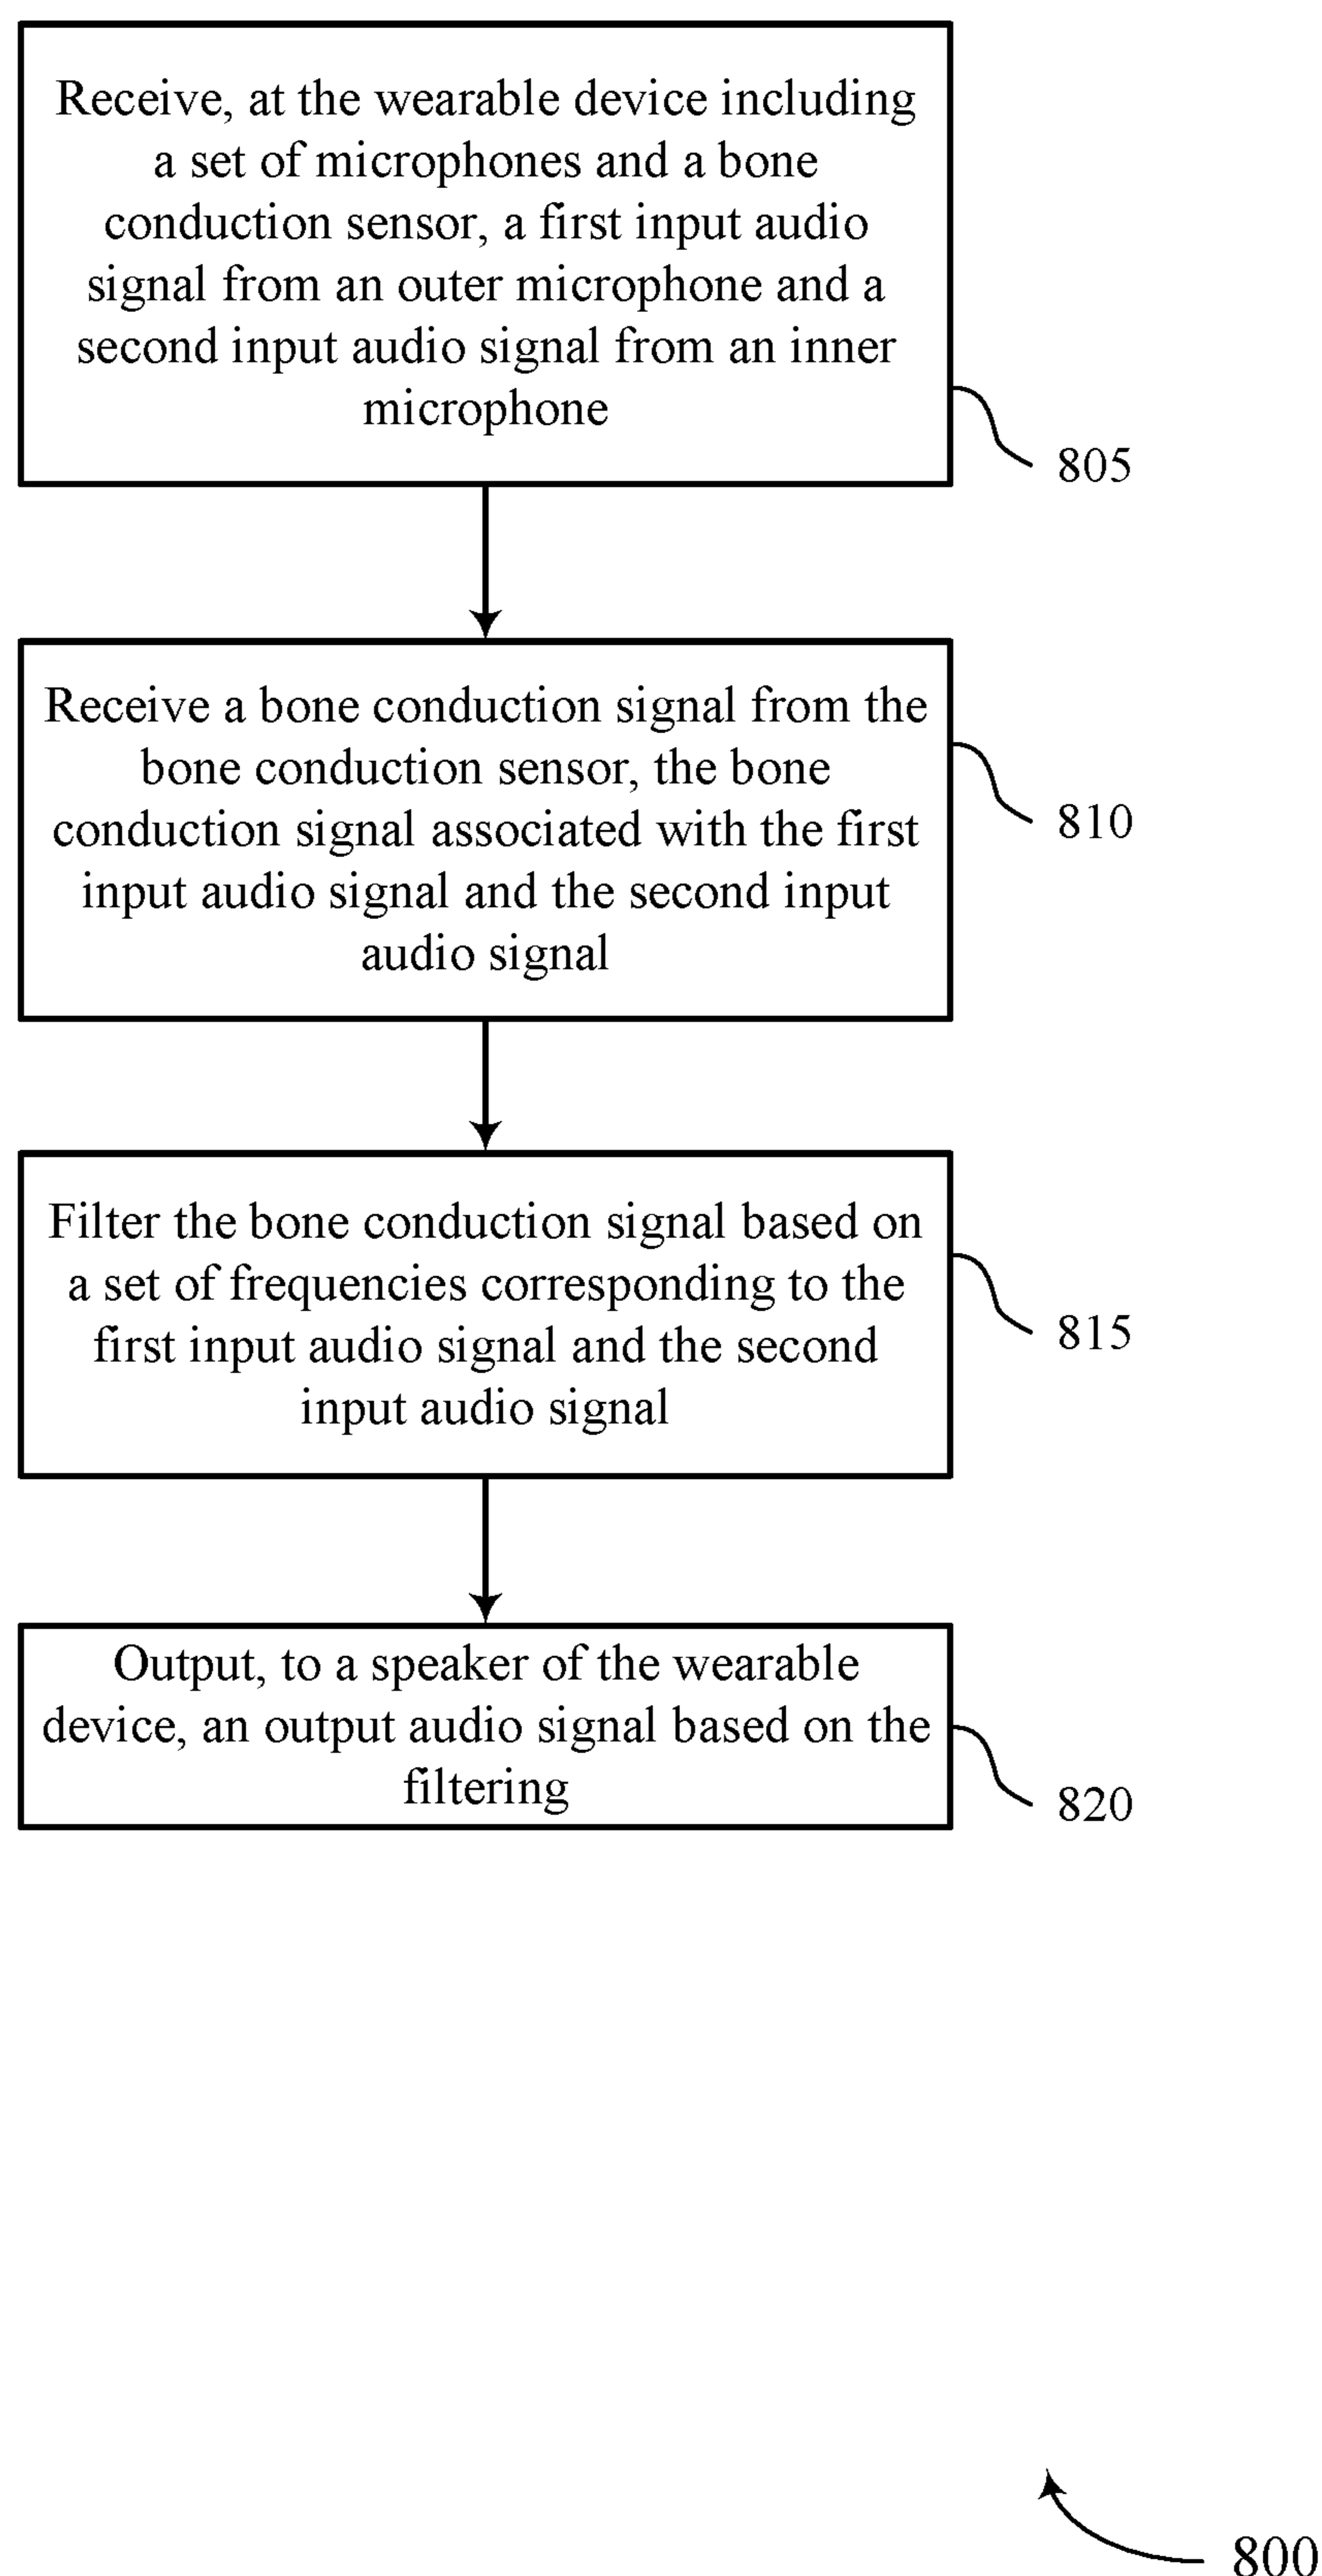 Receive, at the wearable device including
a set of microphones and a bone
conduction sensor, a first input audio
signal from an outer microphone and a
second input audio signal from an inner
microphone
805
Receive a bone conduction signal from the
bone conduction sensor, the bone
conduction signal associated with the first
input audio signal and the second input
audio signal
810
Filter the bone conduction signal based on
a set of frequencies corresponding to the
first input audio signal and the second
input audio signal
815
Output, to a speaker of the wearable
device, an output audio signal based on the
filtering
820
800